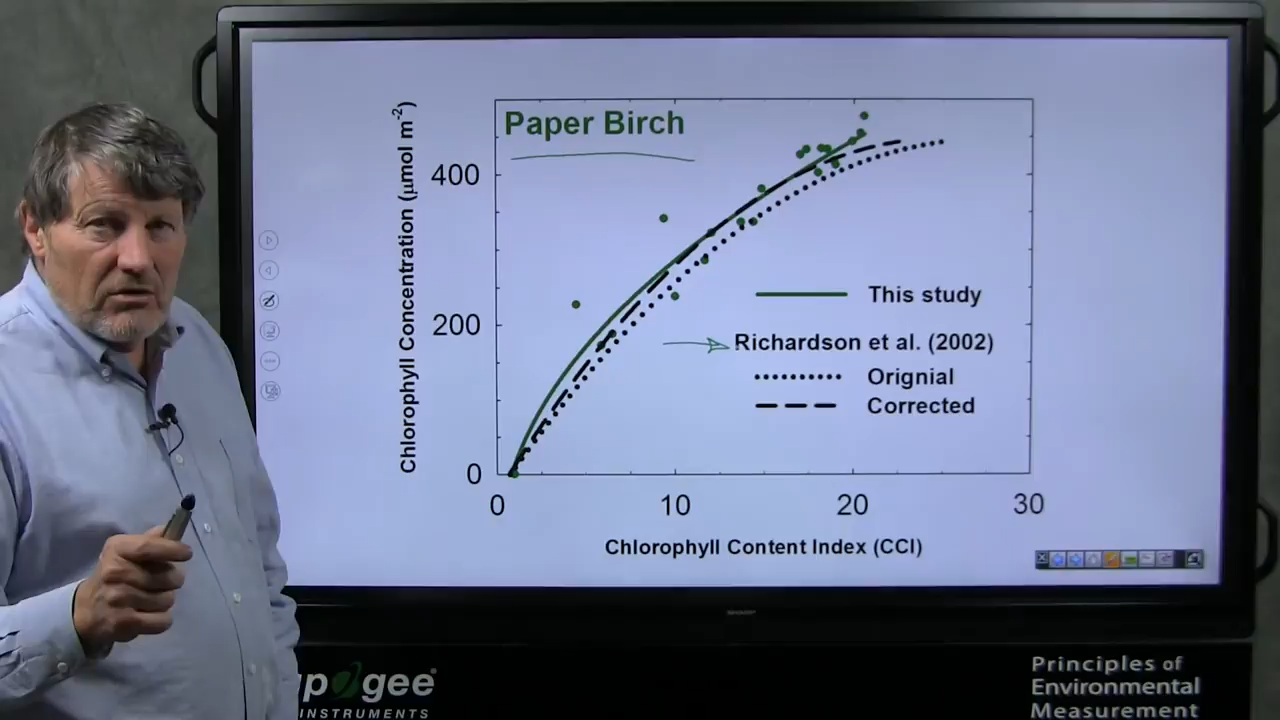 Paper Birch
Chlorophyll Concentration (µmol m-2)
400
200
0
This study
Richardson et al. (2002)
Orignial
Corrected
0
10
20
30
Chlorophyll Content Index (CCI)
SHARP
pogee
INSTRUMENTS
Principles of
Environmental
Measurement